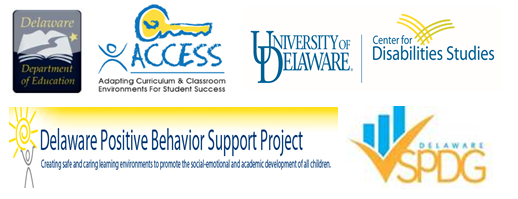 Delaware
Department
of Education
ACCESS
Adapting Curriculum & Classroom
Environments For Student Success
UNIVERSITY OF
DELAWARE
UD
Center for
Disabilities Studies
Delaware Positive Behavior Support Project
Creating safe and caring learning environments to promote the social-emotional and academic development of all children.
DELAWARE
SPDG